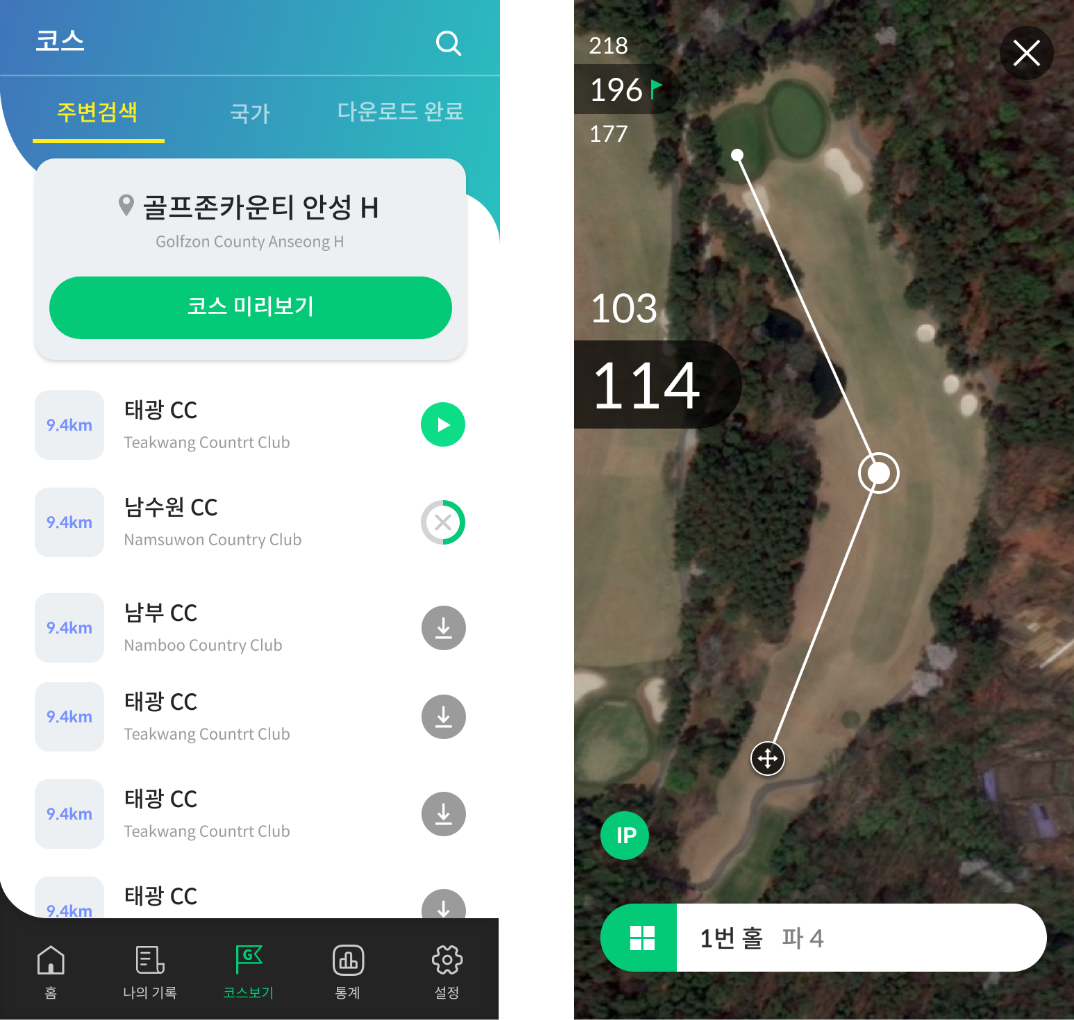 코스
주변검색
국가
다운로드 완료
골프존카운티 안성 H
Golfzon County Anseong H
코스 미리보기
9.4km
태광 CC
Teakwang Countrt Club
9.4km
남수원 CC
Namsuwon Country Club
9.4km
남부 CC
Namboo Country Club
9.4km
태광 CC
Teakwang Countrt Club
9.4km
태광 CC
Teakwang Countrt Club
9.4km
태광 CC
홈
나의 기록
G
코스보기
통계
설정
218
196
177
103
114
IP
1번 홀 파 4